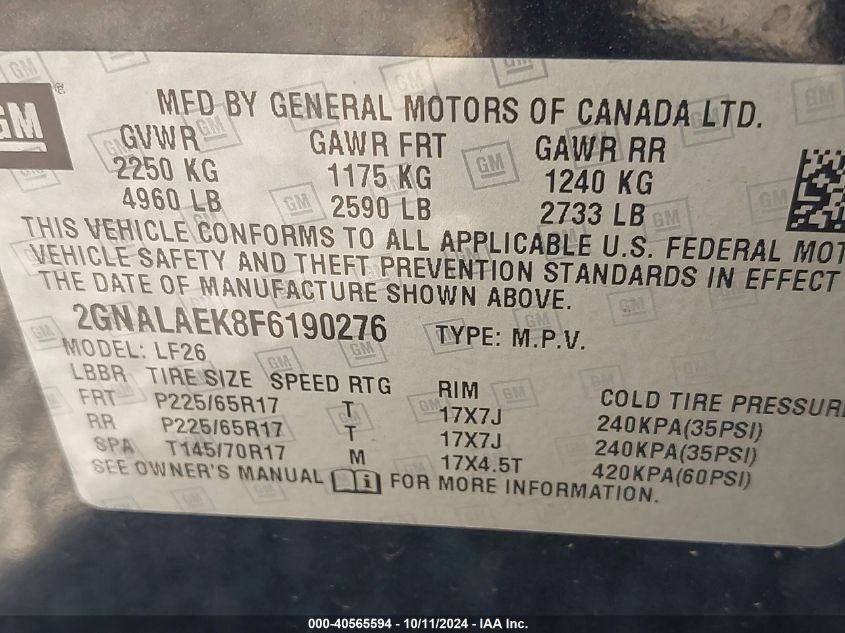 GM
MFD BY GENERAL MOTORS OF CANADA LTD.
GVWR GAWR FRT GAWR RR
2250 KG 1175 KG 1240 KG
4960 LB 2590 LB 2733 LB
THIS VEHICLE CONFORMS TO ALL APPLICABLE U.S. FEDERAL MOT
VEHICLE SAFETY AND THEFT PREVENTION STANDARDS IN EFFECT
THE DATE OF MANUFACTURE SHOWN ABOVE.
2GNALAEK8F6190276 TYPE: M.P.V.
MODEL: LF26
LBBR TIRE SIZE SPEED RTG RIM COLD TIRE PRESSUR
FRT P225/65R17 T 17X7J 240KPA(35PSI)
RR P225/65R17 T 17X7J 240KPA(35PSI)
SPA T145/70R17 M 17X4.5T 420KPA(60PSI)
SEE OWNER'S MANUAL i FOR MORE INFORMATION.
000-40565594 - 10/11/2024 - IAA Inc.